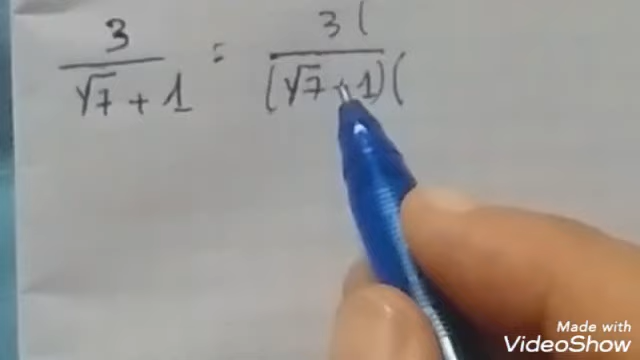 3/(√7 + 1) = 3(/(√7 + 1)(
Made with
VideoShow